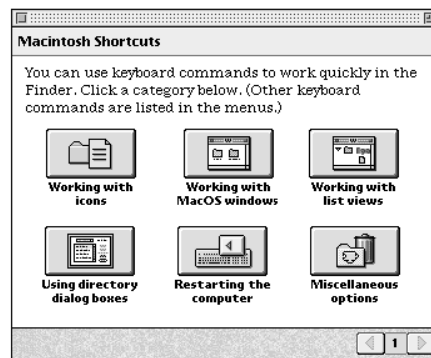 Macintosh Shortcuts
You can use keyboard commands to work quickly in the
Finder. Click a category below. (Other keyboard
commands are listed in the menus.)
Working with
icons
Working with
MacOS windows
Working with
list views
Using directory
dialog boxes
Restarting the
computer
Miscellaneous
options
1